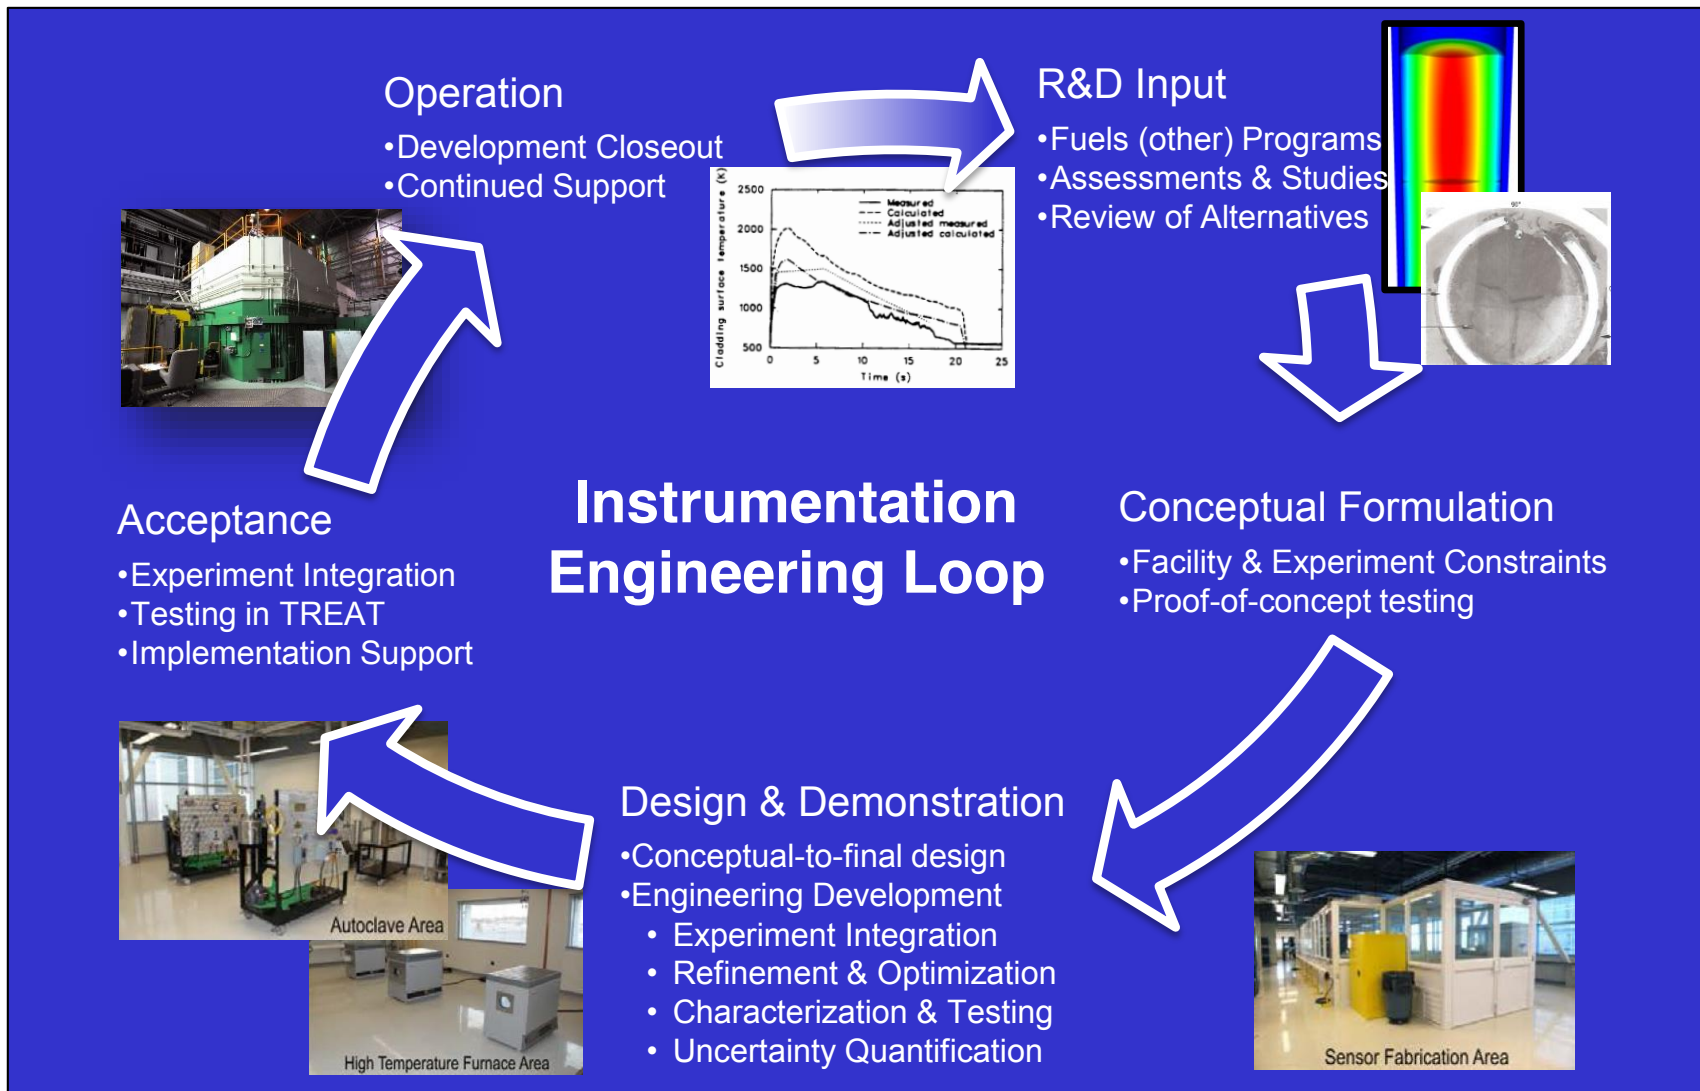 Operation
•Development Closeout
•Continued Support
R&D Input
•Fuels (other) Programs
•Assessments & Studies
•Review of Alternatives
90°
Cladding surface temperature (K)
2500
2000
1500
1000
500
0
5
10
15
20
25
Time (s)
Measured
Calculated
Adjusted measured
Adjusted calculated
Instrumentation
Engineering Loop
Acceptance
•Experiment Integration
•Testing in TREAT
•Implementation Support
Conceptual Formulation
•Facility & Experiment Constraints
•Proof-of-concept testing
Design & Demonstration
•Conceptual-to-final design
•Engineering Development
• Experiment Integration
• Refinement & Optimization
• Characterization & Testing
• Uncertainty Quantification
Autoclave Area
High Temperature Furnace Area
Sensor Fabrication Area